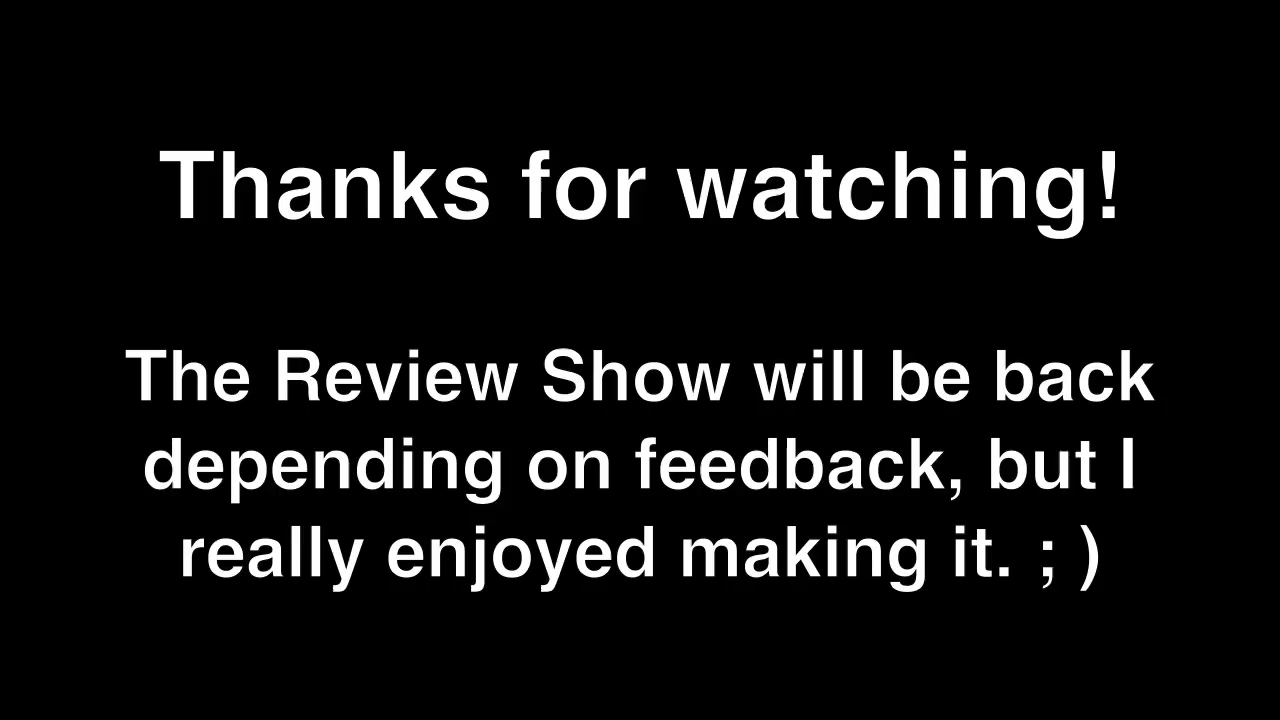 Thanks for watching!
The Review Show will be back
depending on feedback, but I
really enjoyed making it. ; )